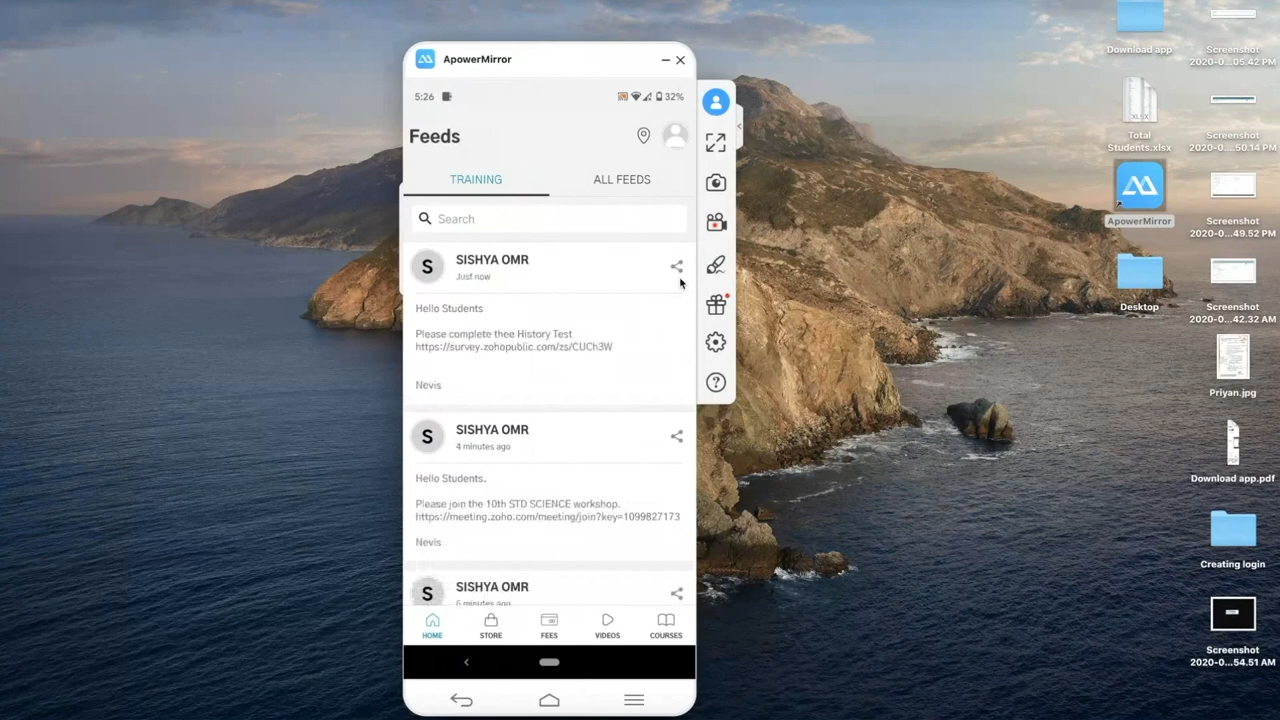 ApowerMirror
5:26
32%
Feeds
TRAINING
ALL FEEDS
Search
S
SISHYA OMR
Just now
Hello Students
Please complete thee History Test
https://survey.zohopublic.com/zs/CUCh3W
Nevis
S
SISHYA OMR
4 minutes ago
Hello Students.
Please join the 10th STD SCIENCE workshop.
https://meeting.zoho.com/meeting/join?key=1099827173
Nevis
S
SISHYA OMR
minutes ago
HOME
STORE
FEES
VIDEOS
COURSES
Download app
XLSX
Total
Students.xlsx
ApowerMirror
Desktop
Screenshot
2020-0...05.42 PM
Screenshot
2020-0...50.14 PM
Screenshot
2020-0...49.52 PM
Screenshot
2020-0...42.32 AM
Priyan.jpg
Download app.pdf
Creating login
Screenshot
2020-0...54.51 AM